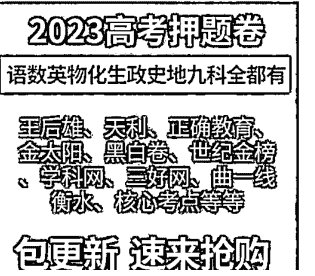 2023高考押题卷
语数英物化生政史地九科全都有
王后雄、天利、正确教育、
金太阳、黑白卷、世纪金榜
、学科网、三好网、曲一线
衡水、核心考点等等
包更新 速来抢购